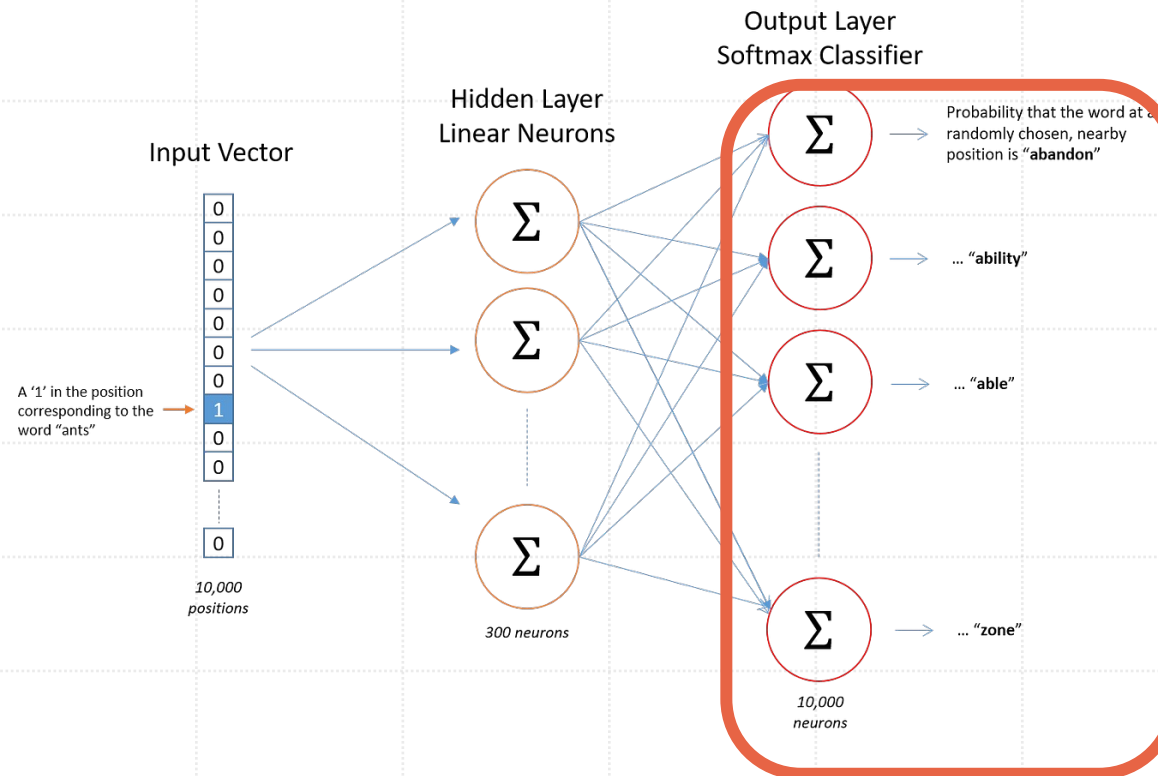 Output Layer
Softmax Classifier
Hidden Layer
Linear Neurons
Input Vector
0
0
0
0
0
0
0
1
0
0
0
A ‘1’ in the position
corresponding to the
word “ants”
10,000
positions
Σ
Σ
Σ
300 neurons
Σ
Probability that the word at a
randomly chosen, nearby
position is “abandon”
Σ
... “ability”
Σ
... “able”
Σ
... “zone”
10,000
neurons